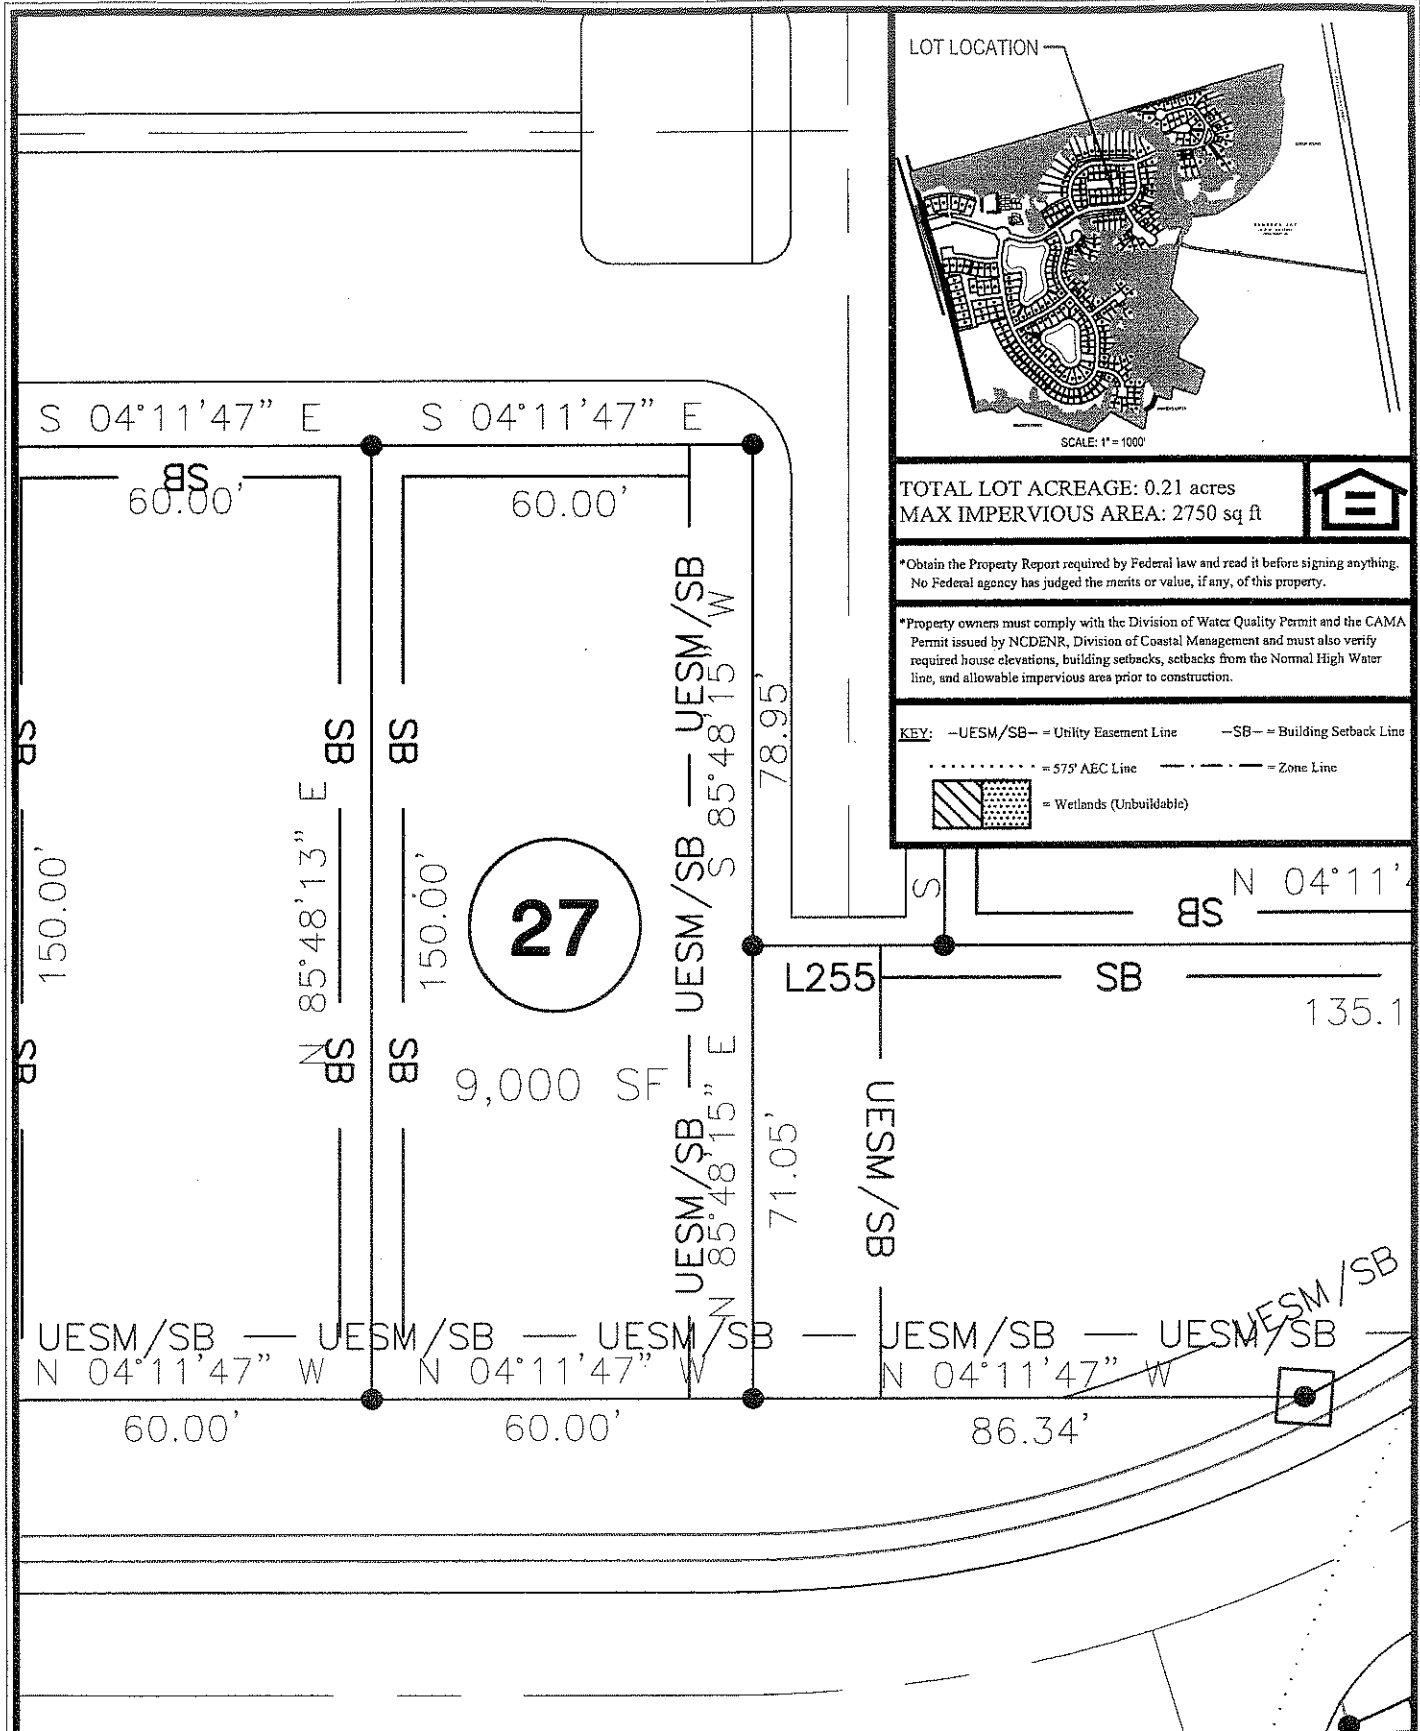 LOT LOCATION
SCALE: 1" = 1000'
TOTAL LOT ACREAGE: 0.21 acres
MAX IMPERVIOUS AREA: 2750 sq ft
*Obtain the Property Report required by Federal law and read it before signing anything.
No Federal agency has judged the merits or value, if any, of this property.
*Property owners must comply with the Division of Water Quality Permit and the CAMA
Permit issued by NCDENR, Division of Coastal Management and must also verify
required house elevations, building setbacks, setbacks from the Normal High Water
line, and allowable impervious area prior to construction.
KEY: —UESM/SB— = Utility Easement Line —SB— = Building Setback Line
= 575' AEC Line = Zone Line
= Wetlands (Unbuildable)
S 04°11'47" E S 04°11'47" E
SB
60.00' 60.00'
UESM/SB
S 85°48'15" W
78.95'
SB SB SB
N 85°48'13" E
150.00' 150.00'
27
UESM/SB
S
N 04°11'4
SB
L255 SB
135.1
SB SB SB
9,000 SF
UESM/SB
N 85°48'15" E
71.05'
UESM/SB
UESM/SB
UESM/SB UESM/SB UESM/SB UESM/SB UESM/SB
N 04°11'47" W N 04°11'47" W N 04°11'47" W
60.00' 60.00' 86.34'